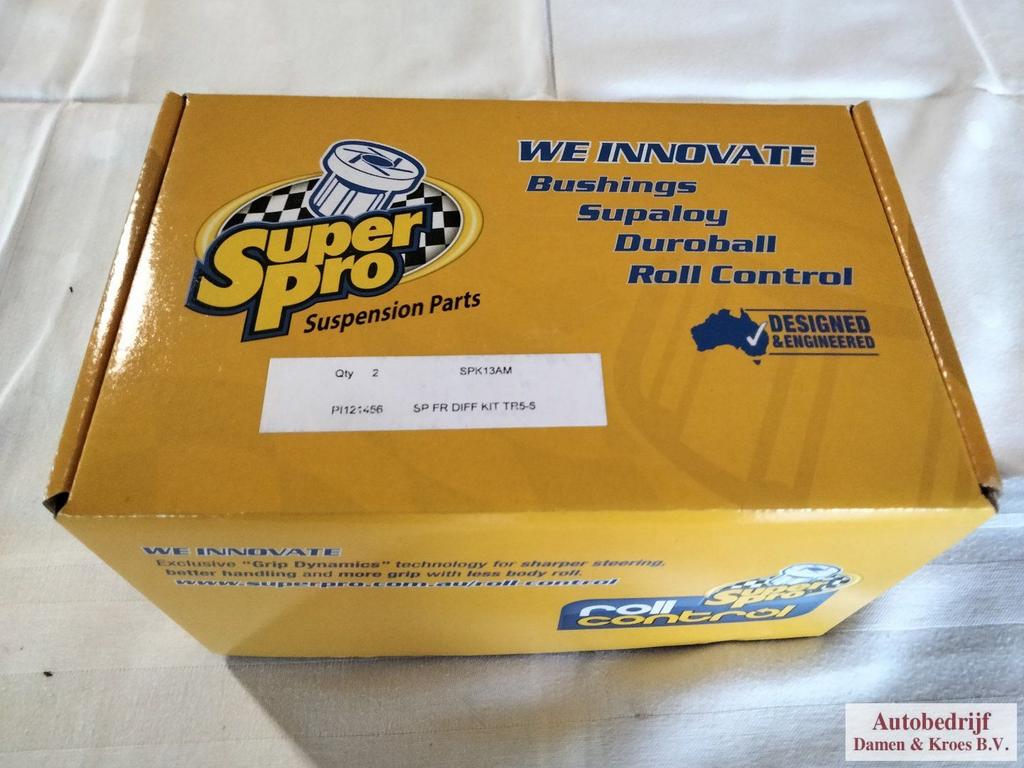 Super
Pro
Suspension Parts
WE INNOVATE
Bushings
Supaloy
Duroball
Roll Control
DESIGNED
& ENGINEERED
Qty 2 SPK13AM
PI121456 SP FR DIFF KIT TR5-6
WE INNOVATE
Exclusive "Grip Dynamics" technology for sharper steering,
better handling and more grip with less body roll.
www.superpro.com.au/roll-control
Super
Pro
roll
control
Autobedrijf
Damen & Kroes B.V.